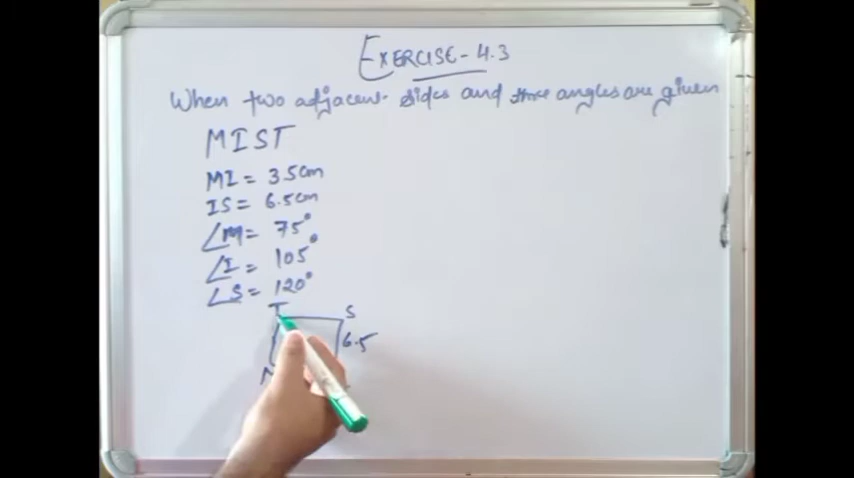 EXERCISE - 4.3
When two adjacent sides and three angles are given
MIST
MI = 3.5cm
IS = 6.5cm
∠M = 75°
∠I = 105°
∠S = 120°
T S
6.5
M